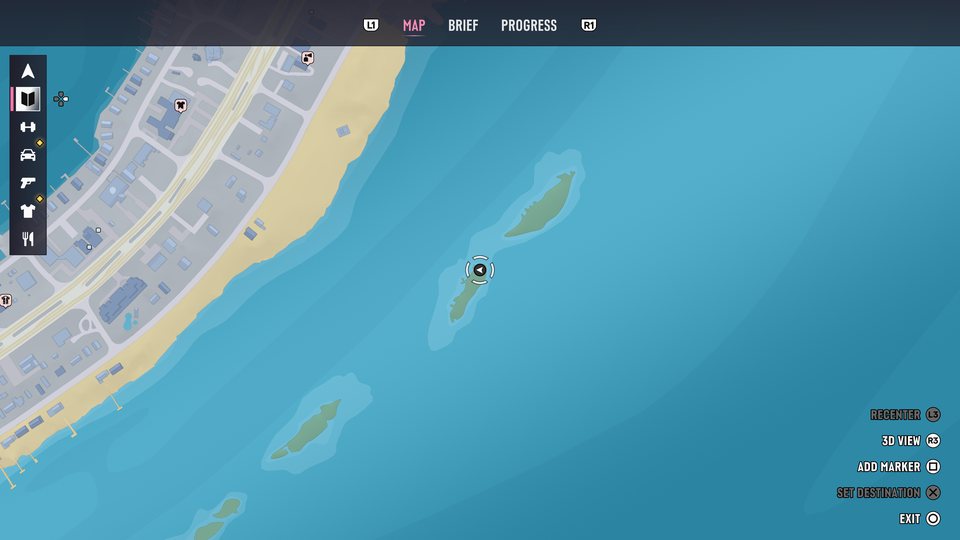 L1 MAP BRIEF PROGRESS R1
RECENTER L3
3D VIEW R3
ADD MARKER
SET DESTINATION
EXIT